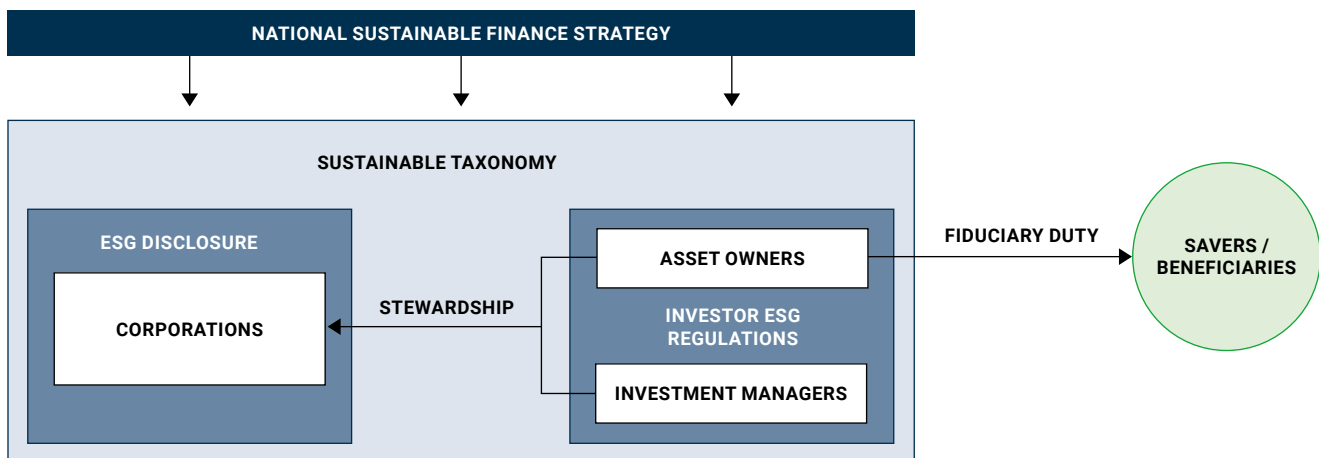 NATIONAL SUSTAINABLE FINANCE STRATEGY
SUSTAINABLE TAXONOMY
ESG DISCLOSURE
CORPORATIONS
STEWARDSHIP
ASSET OWNERS
INVESTOR ESG
REGULATIONS
INVESTMENT MANAGERS
FIDUCIARY DUTY
SAVERS /
BENEFICIARIES